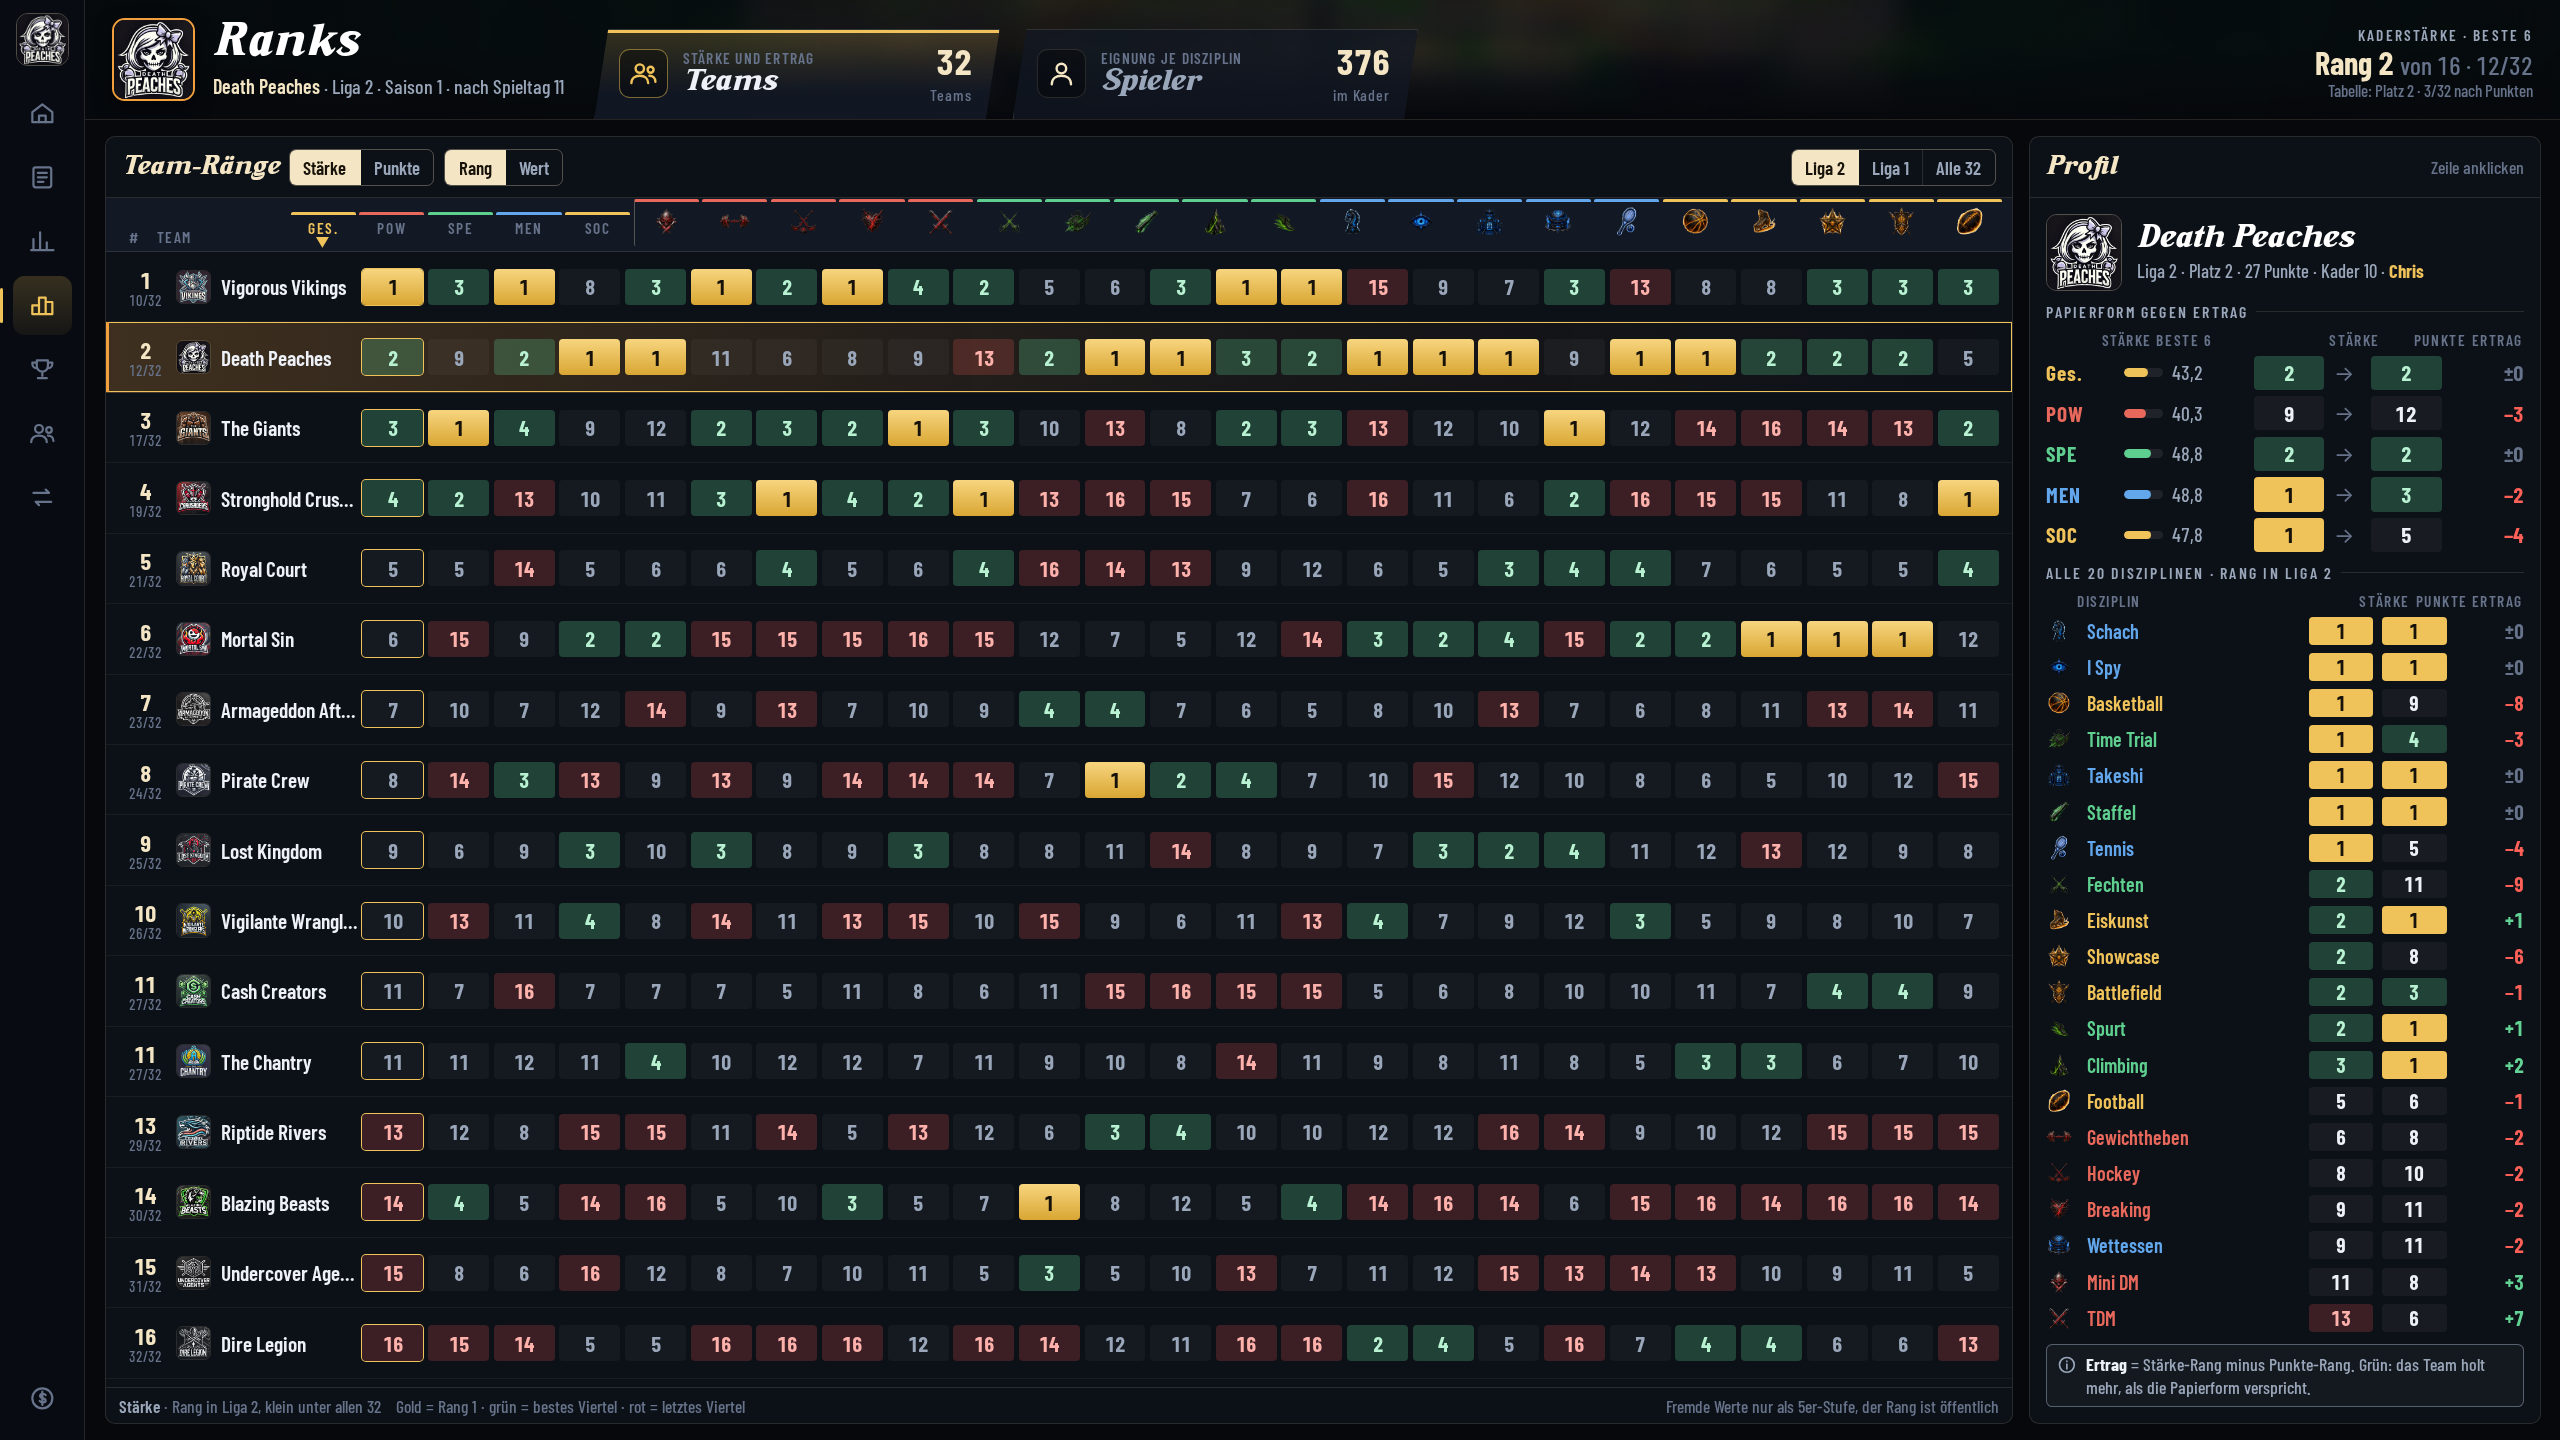 Ranks
Death Peaches · Liga 2 · Saison 1 · nach Spieltag 11
STÄRKE UND ERTRAG
Teams
32
Teams
EIGNUNG JE DISZIPLIN
Spieler
376
im Kader
KADERSTÄRKE · BESTE 6
Rang 2 von 16 · 12/32
Tabelle: Platz 2 · 3/32 nach Punkten
Team-Ränge Stärke Punkte Rang Wert Liga 2 Liga 1 Alle 32
# TEAM GES. POW SPE MEN SOC
1 10/32 Vigorous Vikings 1 3 1 8 3 1 2 1 4 2 5 6 3 1 1 15 9 7 3 13 8 8 3 3 3
2 12/32 Death Peaches 2 9 2 1 1 11 6 8 9 13 2 1 1 3 2 1 1 1 9 1 1 2 2 2 5
3 17/32 The Giants 3 1 4 9 12 2 3 2 1 3 10 13 8 2 3 13 12 10 1 12 14 16 14 13 2
4 19/32 Stronghold Crus... 4 2 13 10 11 3 1 4 2 1 13 16 15 7 6 16 11 6 2 16 15 15 11 8 1
5 21/32 Royal Court 5 5 14 5 6 6 4 5 6 4 16 14 13 9 12 6 5 3 4 4 7 6 5 5 4
6 22/32 Mortal Sin 6 15 9 2 2 15 15 15 16 15 12 7 5 12 14 3 2 4 15 2 2 1 1 1 12
7 23/32 Armageddon Aft... 7 10 7 12 14 9 13 7 10 9 4 4 7 6 5 8 10 13 7 6 8 11 13 14 11
8 24/32 Pirate Crew 8 14 3 13 9 13 9 14 14 14 7 1 2 4 7 10 15 12 10 8 6 5 10 12 15
9 25/32 Lost Kingdom 9 6 9 3 10 3 8 9 3 8 8 11 14 8 9 7 3 2 4 11 12 13 12 9 8
10 26/32 Vigilante Wrangl... 10 13 11 4 8 14 11 13 15 10 15 9 6 11 13 4 7 9 12 3 5 9 8 10 7
11 27/32 Cash Creators 11 7 16 7 7 7 5 11 8 6 11 15 16 15 15 5 6 8 10 10 11 7 4 4 9
11 27/32 The Chantry 11 11 12 11 4 10 12 12 7 11 9 10 8 14 11 9 8 11 8 5 3 3 6 7 10
13 29/32 Riptide Rivers 13 12 8 15 15 11 14 5 13 12 6 3 4 10 10 12 12 16 14 9 10 12 15 15 15
14 30/32 Blazing Beasts 14 4 5 14 16 5 10 3 5 7 1 8 12 5 4 14 16 14 6 15 16 14 16 16 14
15 31/32 Undercover Age... 15 8 6 16 12 8 7 10 11 5 3 5 10 13 7 11 12 15 13 14 13 10 9 11 5
16 32/32 Dire Legion 16 15 14 5 5 16 16 16 12 16 14 12 11 16 16 2 4 5 16 7 4 4 6 6 13
Stärke · Rang in Liga 2, klein unter allen 32 Gold = Rang 1 · grün = bestes Viertel · rot = letztes Viertel
Fremde Werte nur als 5er-Stufe, der Rang ist öffentlich
Profil Zeile anklicken
Death Peaches
Liga 2 · Platz 2 · 27 Punkte · Kader 10 · Chris
PAPIERFORM GEGEN ERTRAG
STÄRKE BESTE 6 STÄRKE PUNKTE ERTRAG
Ges. 43,2 2 → 2 ±0
POW 40,3 9 → 12 −3
SPE 48,8 2 → 2 ±0
MEN 48,8 1 → 3 −2
SOC 47,8 1 → 5 −4
ALLE 20 DISZIPLINEN · RANG IN LIGA 2
DISZIPLIN STÄRKE PUNKTE ERTRAG
Schach 1 1 ±0
I Spy 1 1 ±0
Basketball 1 9 −8
Time Trial 1 4 −3
Takeshi 1 1 ±0
Staffel 1 1 ±0
Tennis 1 5 −4
Fechten 2 11 −9
Eiskunst 2 1 +1
Showcase 2 8 −6
Battlefield 2 3 −1
Spurt 2 1 +1
Climbing 3 1 +2
Football 5 6 −1
Gewichtheben 6 8 −2
Hockey 8 10 −2
Breaking 9 11 −2
Wettessen 9 11 −2
Mini DM 11 8 +3
TDM 13 6 +7
Ertrag = Stärke-Rang minus Punkte-Rang. Grün: das Team holt
mehr, als die Papierform verspricht.